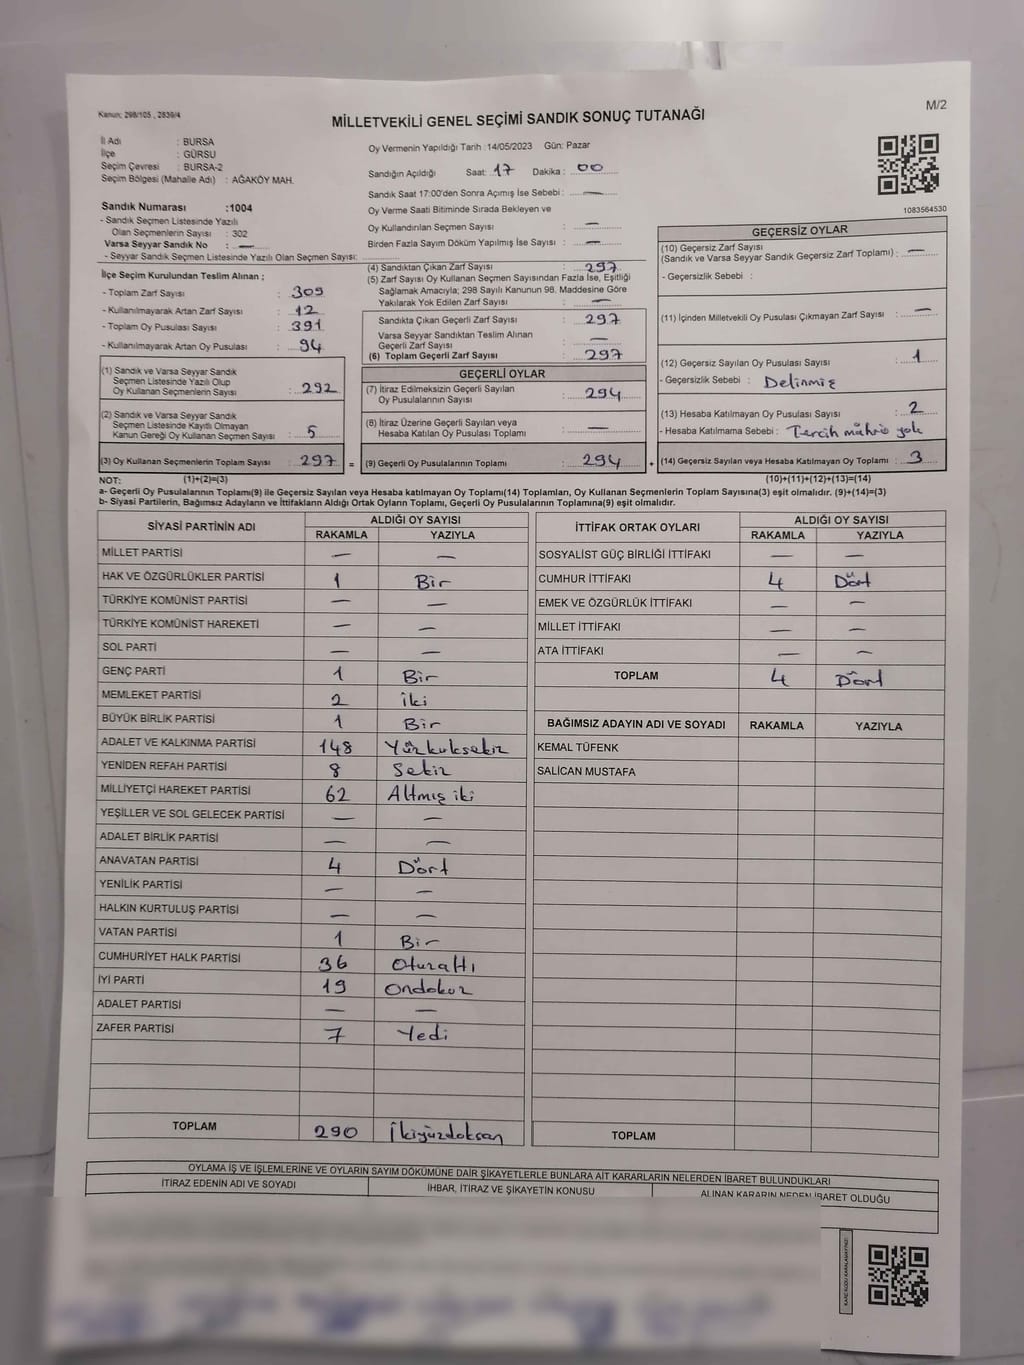 Kanun: 298/105 , 2839/4
M/2
MİLLETVEKİLİ GENEL SEÇİMİ SANDIK SONUÇ TUTANAĞI
İl Adı : BURSA
İlçe : GÜRSU
Seçim Çevresi : BURSA-2
Seçim Bölgesi (Mahalle Adı) : AĞAKÖY MAH.
Oy Vermenin Yapıldığı Tarih :14/05/2023 Gün: Pazar
Sandığın Açıldığı Saat: 17 Dakika : 00
Sandık Saat 17:00'den Sonra Açmış İse Sebebi : —
Oy Verme Saati Bitiminde Sırada Bekleyen ve
Oy Kullandırılan Seçmen Sayısı : —
Birden Fazla Sayım Döküm Yapılmış İse Sayısı : —
1083564530
Sandık Numarası :1004
- Sandık Seçmen Listesinde Yazılı
Olan Seçmenlerin Sayısı : 302
Varsa Seyyar Sandık No : —
- Seyyar Sandık Seçmen Listesinde Yazılı Olan Seçmen Sayısı:
İlçe Seçim Kurulundan Teslim Alınan ;
- Toplam Zarf Sayısı : 309
- Kullanılmayarak Artan Zarf Sayısı : 12
- Toplam Oy Pusulası Sayısı : 391
- Kullanılmayarak Artan Oy Pusulası : 94
(1) Sandık ve Varsa Seyyar Sandık
Seçmen Listesinde Yazılı Olup
Oy Kullanan Seçmenlerin Sayısı : 292
(2) Sandık ve Varsa Seyyar Sandık
Seçmen Listesinde Kayıtlı Olmayan
Kanun Gereği Oy Kullanan Seçmen Sayısı : 5
(3) Oy Kullanan Seçmenlerin Toplam Sayısı : 297 =
(4) Sandıktan Çıkan Zarf Sayısı : 297
(5) Zarf Sayısı Oy Kullanan Seçmen Sayısından Fazla İse, Eşitliği
Sağlamak Amacıyla; 298 Sayılı Kanunun 98. Maddesine Göre
Yakılarak Yok Edilen Zarf Sayısı : —
Sandıkta Çıkan Geçerli Zarf Sayısı : 297
Varsa Seyyar Sandıktan Teslim Alınan
Geçerli Zarf Sayısı : —
(6) Toplam Geçerli Zarf Sayısı : 297
GEÇERLİ OYLAR
(7) İtiraz Edilmeksizin Geçerli Sayılan
Oy Pusulalarının Sayısı : 294
(8) İtiraz Üzerine Geçerli Sayılan veya
Hesaba Katılan Oy Pusulası Toplamı : —
(9) Geçerli Oy Pusulalarının Toplamı : 294 +
GEÇERSİZ OYLAR
(10) Geçersiz Zarf Sayısı
(Sandık ve Varsa Seyyar Sandık Geçersiz Zarf Toplamı) : —
- Geçersizlik Sebebi :
(11) İçinden Milletvekili Oy Pusulası Çıkmayan Zarf Sayısı : —
(12) Geçersiz Sayılan Oy Pusulası Sayısı : 1
- Geçersizlik Sebebi : Delinmiş
(13) Hesaba Katılmayan Oy Pusulası Sayısı : 2
- Hesaba Katılmama Sebebi : Tercih mührü yok
(14) Geçersiz Sayılan veya Hesaba Katılmayan Oy Toplamı : 3
NOT: (1)+(2)=(3) (10)+(11)+(12)+(13)=(14)
a- Geçerli Oy Pusulalarının Toplamı(9) ile Geçersiz Sayılan veya Hesaba katılmayan Oy Toplamı(14) Toplamları, Oy Kullanan Seçmenlerin Toplam Sayısına(3) eşit olmalıdır. (9)+(14)=(3)
b- Siyasi Partilerin, Bağımsız Adayların ve İttifakların Aldığı Ortak Oyların Toplamı, Geçerli Oy Pusulalarının Toplamına(9) eşit olmalıdır.
SİYASİ PARTİNİN ADI ALDIĞI OY SAYISI
RAKAMLA YAZIYLA
MİLLET PARTİSİ — —
HAK VE ÖZGÜRLÜKLER PARTİSİ 1 Bir
TÜRKİYE KOMÜNİST PARTİSİ — —
TÜRKİYE KOMÜNİST HAREKETİ — —
SOL PARTİ — —
GENÇ PARTİ 1 Bir
MEMLEKET PARTİSİ 2 iki
BÜYÜK BİRLİK PARTİSİ 1 Bir
ADALET VE KALKINMA PARTİSİ 148 Yüzkırksekiz
YENİDEN REFAH PARTİSİ 8 Sekiz
MİLLİYETÇİ HAREKET PARTİSİ 62 Altmış iki
YEŞİLLER VE SOL GELECEK PARTİSİ — —
ADALET BİRLİK PARTİSİ — —
ANAVATAN PARTİSİ 4 Dört
YENİLİK PARTİSİ — —
HALKIN KURTULUŞ PARTİSİ — —
VATAN PARTİSİ 1 Bir
CUMHURİYET HALK PARTİSİ 36 Oturaltı
İYİ PARTİ 19 Ondokuz
ADALET PARTİSİ — —
ZAFER PARTİSİ 7 Yedi
TOPLAM 290 İkiyüzdoksan
İTTİFAK ORTAK OYLARI ALDIĞI OY SAYISI
RAKAMLA YAZIYLA
SOSYALİST GÜÇ BİRLİĞİ İTTİFAKI — —
CUMHUR İTTİFAKI 4 Dört
EMEK VE ÖZGÜRLÜK İTTİFAKI — —
MİLLET İTTİFAKI — —
ATA İTTİFAKI — —
TOPLAM 4 Dört
BAĞIMSIZ ADAYIN ADI VE SOYADI RAKAMLA YAZIYLA
KEMAL TÜFENK
SALİCAN MUSTAFA
TOPLAM
OYLAMA İŞ VE İŞLEMLERİNE VE OYLARIN SAYIM DÖKÜMÜNE DAİR ŞİKAYETLERLE BUNLARA AİT KARARLARIN NELERDEN İBARET BULUNDUKLARI
İTİRAZ EDENİN ADI VE SOYADI İHBAR, İTİRAZ VE ŞİKAYETİN KONUSU ALINAN KARARIN NEDEN İBARET OLDUĞU